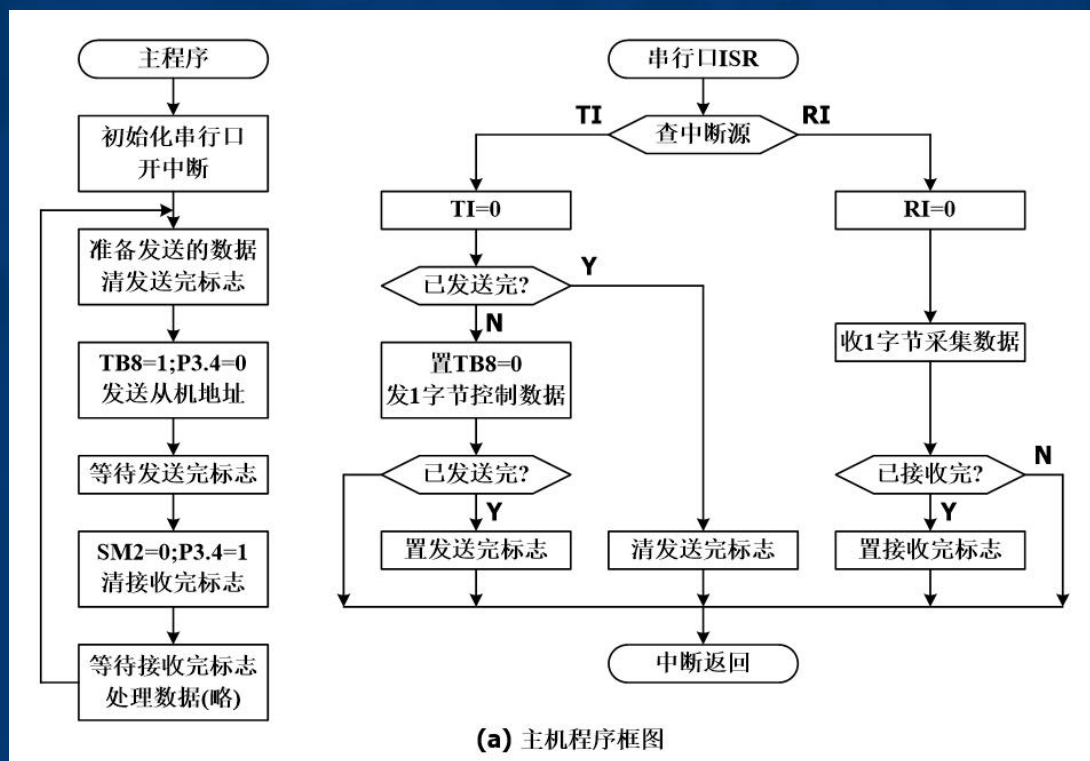 主程序
初始化串行口
开中断
准备发送的数据
清发送完标志
TB8=1;P3.4=0
发送从机地址
等待发送完标志
SM2=0;P3.4=1
清接收完标志
等待接收完标志
处理数据(略)
串行口ISR
TI
查中断源
RI
TI=0
已发送完?
Y
N
置TB8=0
发1字节控制数据
已发送完?
Y
置发送完标志
清发送完标志
RI=0
收1字节采集数据
已接收完?
N
Y
置接收完标志
中断返回
(a) 主机程序框图